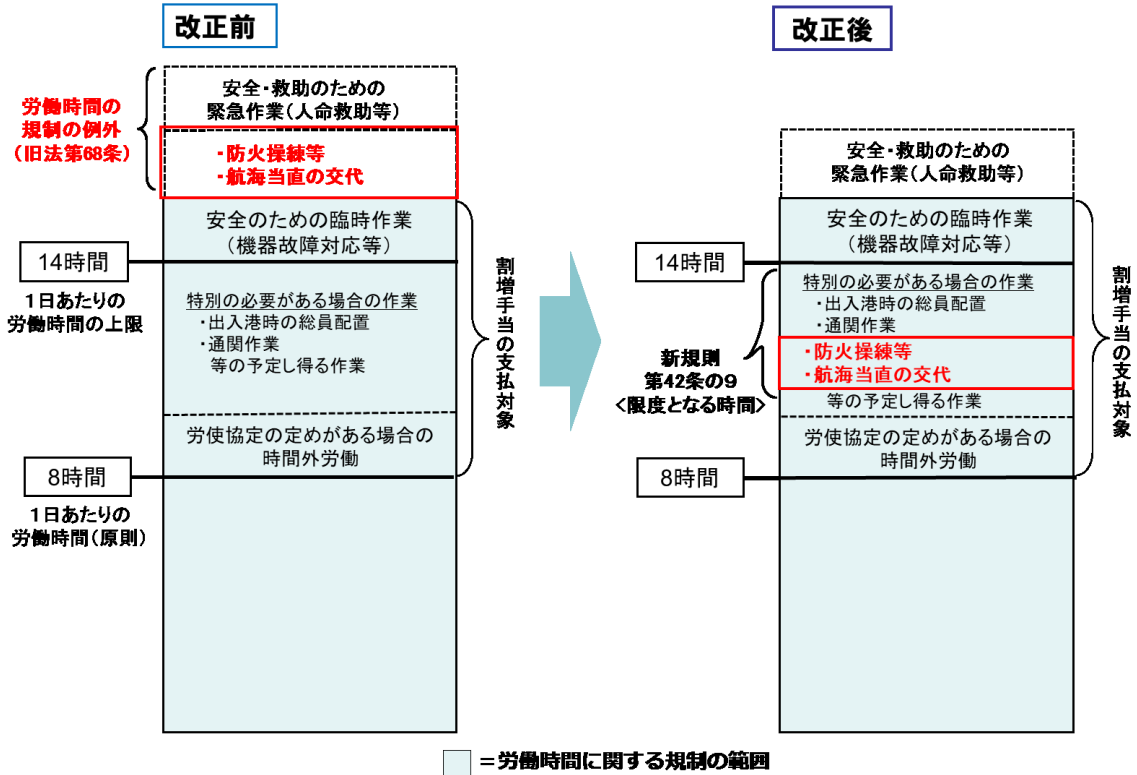 改正前
労働時間の
規制の例外
（旧法第68条）
安全・救助のための
緊急作業（人命救助等）
・防火操練等
・航海当直の交代
安全のための臨時作業
（機器故障対応等）
14時間
1日あたりの
労働時間の上限
特別の必要がある場合の作業
・出入港時の総員配置
・通関作業
等の予定し得る作業
労使協定の定めがある場合の
時間外労働
8時間
1日あたりの
労働時間（原則）
割増手当の支払対象
改正後
安全・救助のための
緊急作業（人命救助等）
安全のための臨時作業
（機器故障対応等）
14時間
特別の必要がある場合の作業
・出入港時の総員配置
・通関作業
・防火操練等
・航海当直の交代
等の予定し得る作業
新規則
第42条の9
<限度となる時間>
労使協定の定めがある場合の
時間外労働
8時間
割増手当の支払対象
＝労働時間に関する規制の範囲